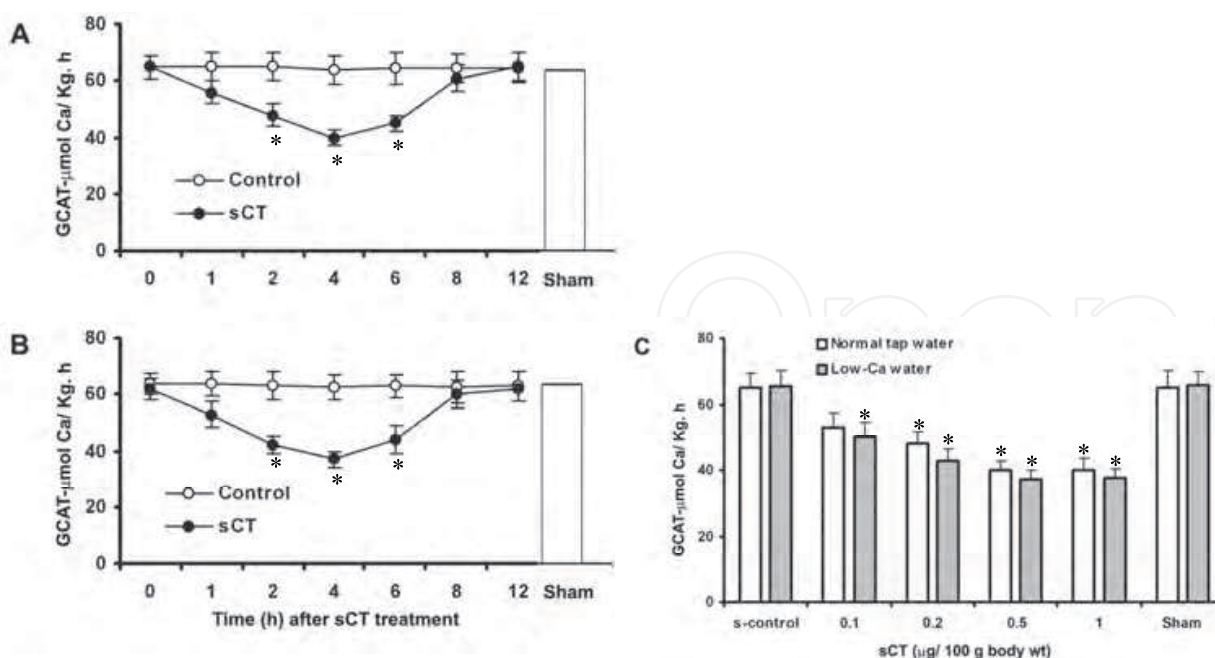 A
80
60
40
20
0
GCAT-µmol Ca/ Kg. h
* * *
Control
sCT
0 1 2 4 6 8 12 Sham
B
80
60
40
20
0
GCAT-µmol Ca/ Kg. h
* * *
Control
sCT
0 1 2 4 6 8 12 Sham
Time (h) after sCT treatment
C
80
60
40
20
0
GCAT-µmol Ca/ Kg. h
Normal tap water
Low-Ca water
* * * * * * *
s-control 0.1 0.2 0.5 1 Sham
sCT (µg/ 100 g body wt)